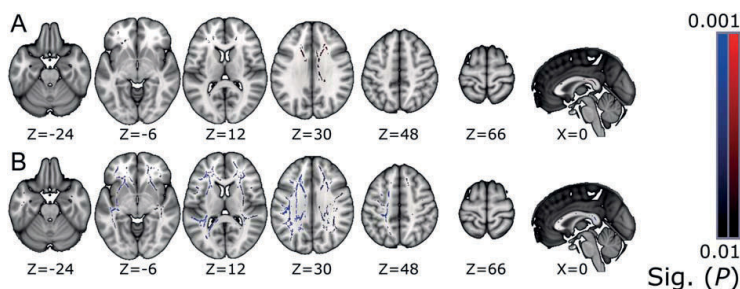 A
0.001
Z=-24 Z=-6 Z=12 Z=30 Z=48 Z=66 X=0
B
Z=-24 Z=-6 Z=12 Z=30 Z=48 Z=66 X=0
0.01
Sig. (P)